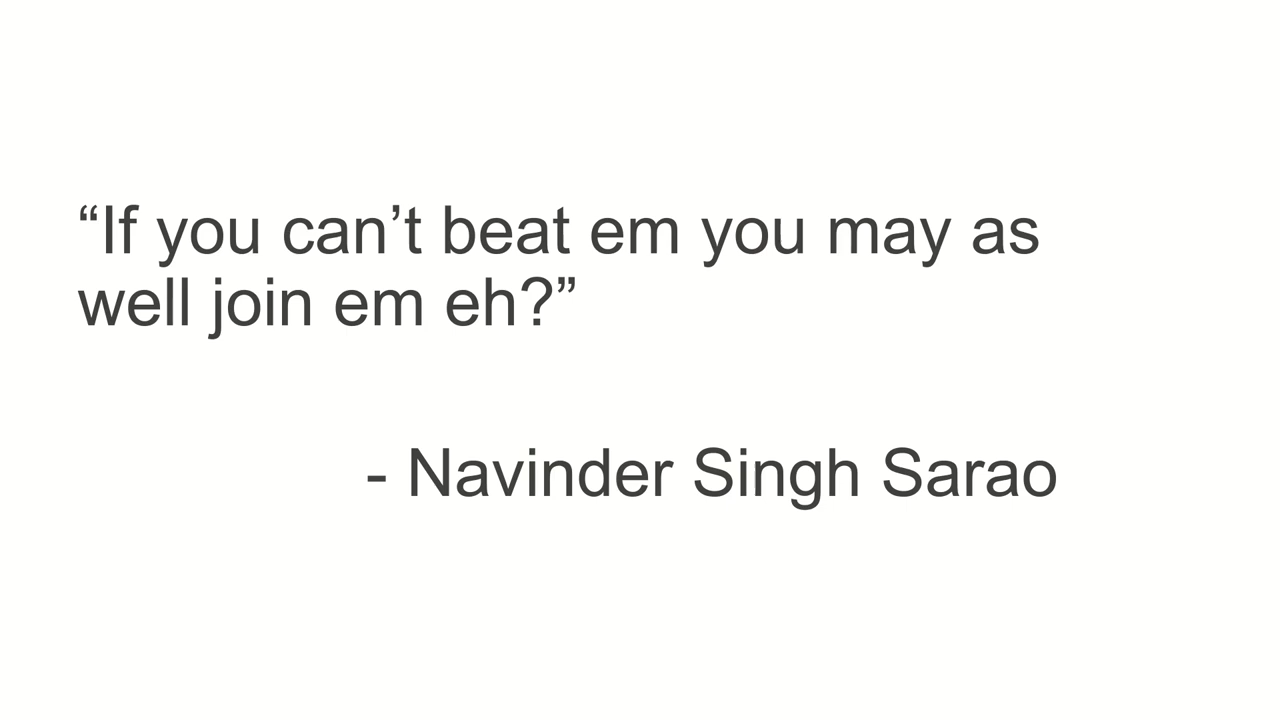 “If you can’t beat em you may as
well join em eh?”
- Navinder Singh Sarao